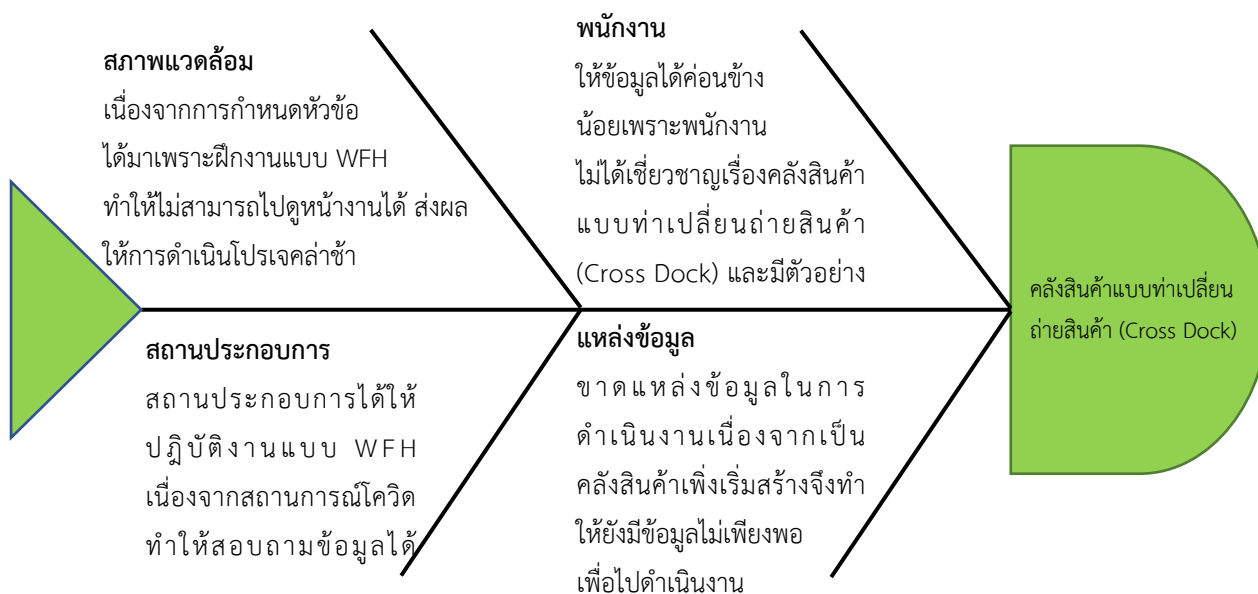 สภาพแวดล้อม
เนื่องจากการกำหนดหัวข้อ
ได้มาเพราะฝึกงานแบบ WFH
ทำให้ไม่สามารถไปดูหน้างานได้ ส่งผล
ให้การดำเนินโปรเจคล่าช้า
พนักงาน
ให้ข้อมูลได้ค่อนข้าง
น้อยเพราะพนักงาน
ไม่ได้เชี่ยวชาญเรื่องคลังสินค้า
แบบท่าเปลี่ยนถ่ายสินค้า
(Cross Dock) และมีตัวอย่าง
สถานประกอบการ
สถานประกอบการได้ให้
ปฎิบัติงานแบบ WFH
เนื่องจากสถานการณ์โควิด
ทำให้สอบถามข้อมูลได้
แหล่งข้อมูล
ขาดแหล่งข้อมูลในการ
ดำเนินงานเนื่องจากเป็น
คลังสินค้าเพิ่งเริ่มสร้างจึงทำ
ให้ยังมีข้อมูลไม่เพียงพอ
เพื่อไปดำเนินงาน
คลังสินค้าแบบท่าเปลี่ยน
ถ่ายสินค้า (Cross Dock)